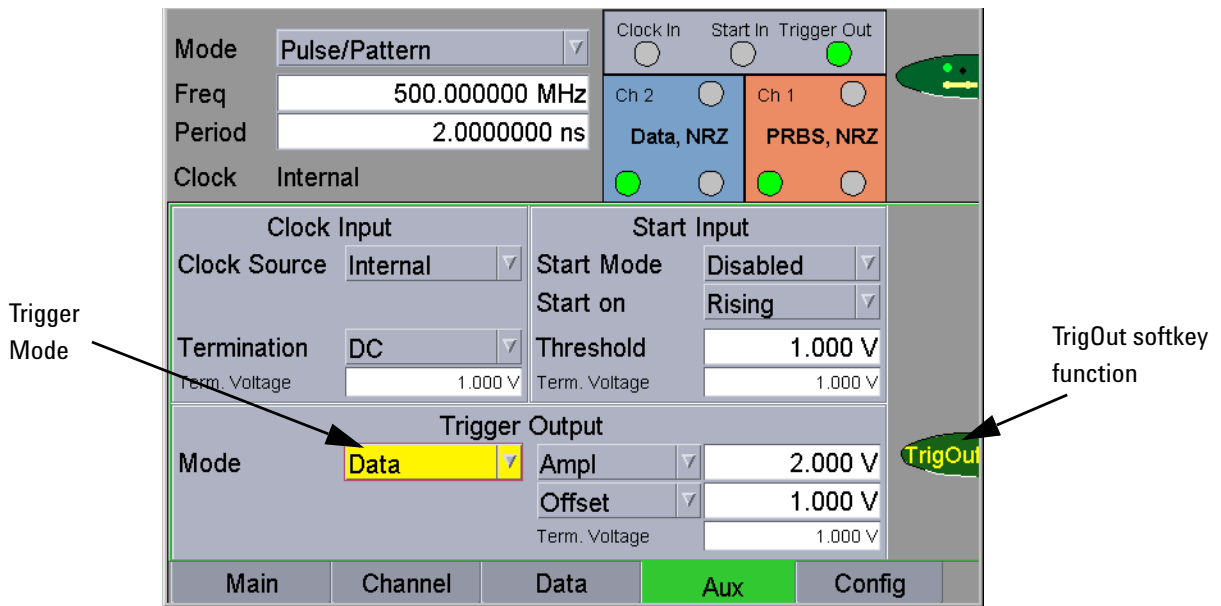 Mode Pulse/Pattern
Freq 500.000000 MHz
Period 2.0000000 ns
Clock Internal
Clock In Start In Trigger Out
Ch 2 Ch 1
Data, NRZ PRBS, NRZ
Clock Input
Clock Source Internal
Termination DC
Term. Voltage 1.000 V
Start Input
Start Mode Disabled
Start on Rising
Threshold 1.000 V
Term. Voltage 1.000 V
Trigger Output
Mode Data
Ampl 2.000 V
Offset 1.000 V
Term. Voltage 1.000 V
TrigOut
Main Channel Data Aux Config
Trigger
Mode
TrigOut softkey
function